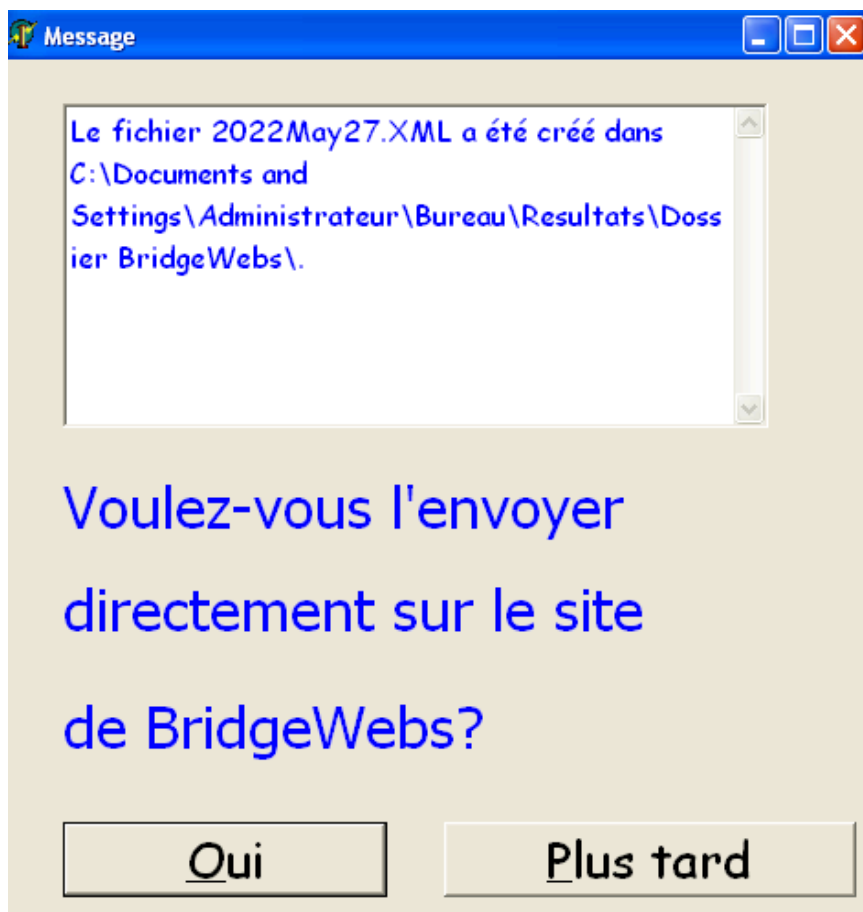 Message
Le fichier 2022May27.XML a été créé dans
C:\Documents and
Settings\Administrateur\Bureau\Resultats\Doss
ier BridgeWebs\.
Voulez-vous l'envoyer
directement sur le site
de BridgeWebs?
Oui
Plus tard